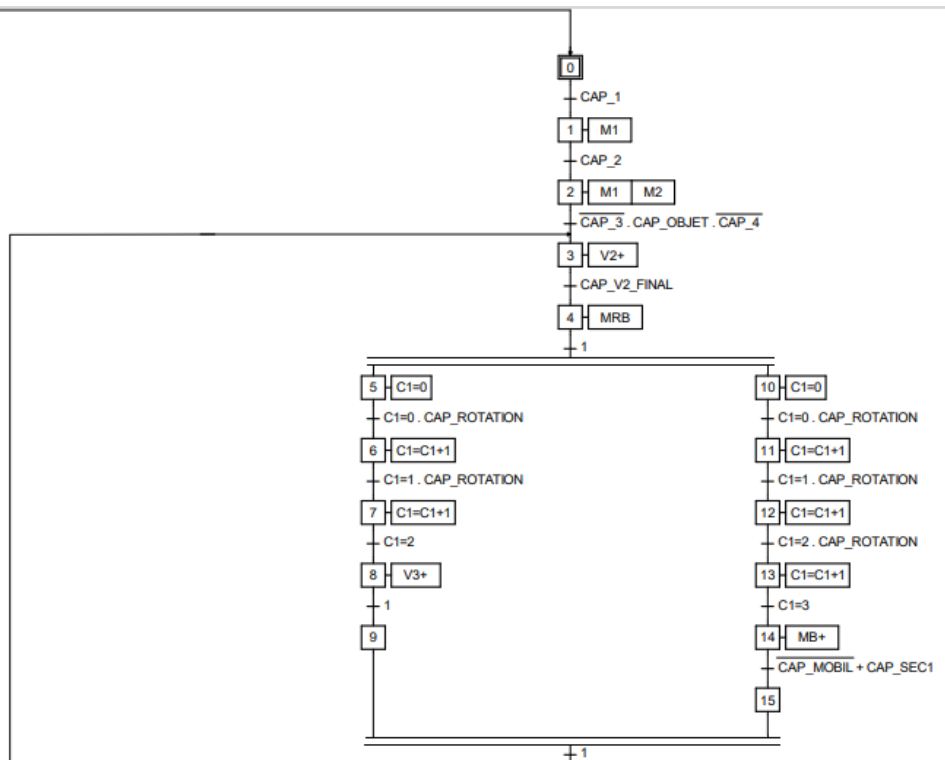 0
CAP_1
1 M1
CAP_2
2 M1 M2
CAP_3 . CAP_OBJET . CAP_4
3 V2+
CAP_V2_FINAL
4 MRB
1
5 C1=0
C1=0 . CAP_ROTATION
6 C1=C1+1
C1=1 . CAP_ROTATION
7 C1=C1+1
C1=2
8 V3+
1
9
10 C1=0
C1=0 . CAP_ROTATION
11 C1=C1+1
C1=1 . CAP_ROTATION
12 C1=C1+1
C1=2 . CAP_ROTATION
13 C1=C1+1
C1=3
14 MB+
CAP_MOBIL + CAP_SEC1
15
1